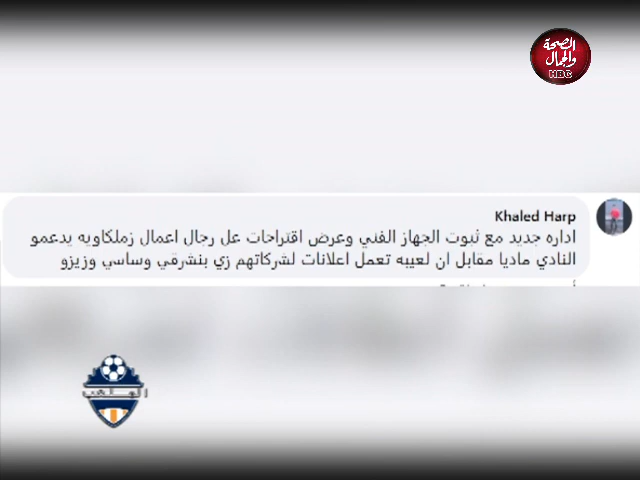 الصحة
والجمال
HBC
Khaled Harp
اداره جديد مع ثبوت الجهاز الفني وعرض اقتراحات عل رجال اعمال زملكاويه يدعمو
النادي ماديا مقابل ان لعيبه تعمل اعلانات لشركاتهم زي بنشرقي وساسي وزيزو
الملعب